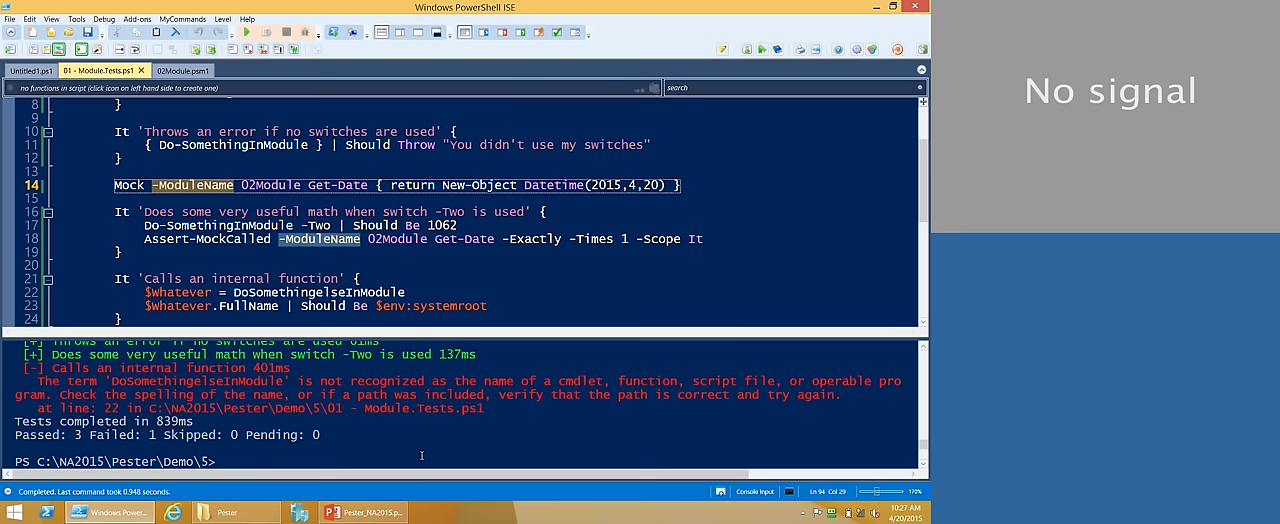 Windows PowerShell ISE
File Edit View Tools Debug Add-ons MyCommands Level Help
Untitled1.ps1 01 - Module.Tests.ps1 02Module.psm1
no functions in script (click icon on left hand side to create one) search
8 }
9
10 It 'Throws an error if no switches are used' {
11 { Do-SomethingInModule } | Should Throw "You didn't use my switches"
12 }
13
14 Mock -ModuleName 02Module Get-Date { return New-Object Datetime(2015,4,20) }
15
16 It 'Does some very useful math when switch -Two is used' {
17 Do-SomethingInModule -Two | Should Be 1062
18 Assert-MockCalled -ModuleName 02Module Get-Date -Exactly -Times 1 -Scope It
19 }
20
21 It 'Calls an internal function' {
22 $Whatever = DoSomethingelseInModule
23 $Whatever.FullName | Should Be $env:systemroot
24 }
[+] Throws an error if no switches are used 61ms
[+] Does some very useful math when switch -Two is used 137ms
[-] Calls an internal function 401ms
The term 'DoSomethingelseInModule' is not recognized as the name of a cmdlet, function, script file, or operable pro
gram. Check the spelling of the name, or if a path was included, verify that the path is correct and try again.
at line: 22 in C:\NA2015\Pester\Demo\5\01 - Module.Tests.ps1
Tests completed in 839ms
Passed: 3 Failed: 1 Skipped: 0 Pending: 0
PS C:\NA2015\Pester\Demo\5>
Completed. Last command took 0.948 seconds. Console Input Ln 94 Col 29 170%
Windows Power... Pester Pester_NA2015.p... 10:27 AM
4/20/2015
No signal